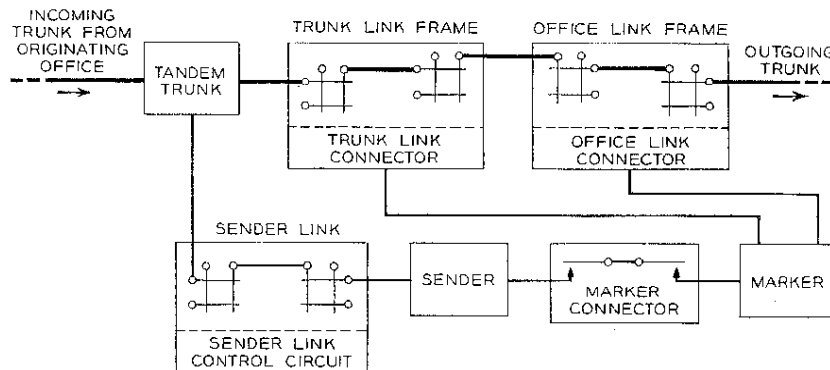 INCOMING
TRUNK FROM
ORIGINATING
OFFICE
TANDEM
TRUNK
TRUNK LINK FRAME
TRUNK LINK
CONNECTOR
OFFICE LINK FRAME
OFFICE LINK
CONNECTOR
OUTGOING
TRUNK
SENDER LINK
SENDER LINK
CONTROL CIRCUIT
SENDER
MARKER
CONNECTOR
MARKER